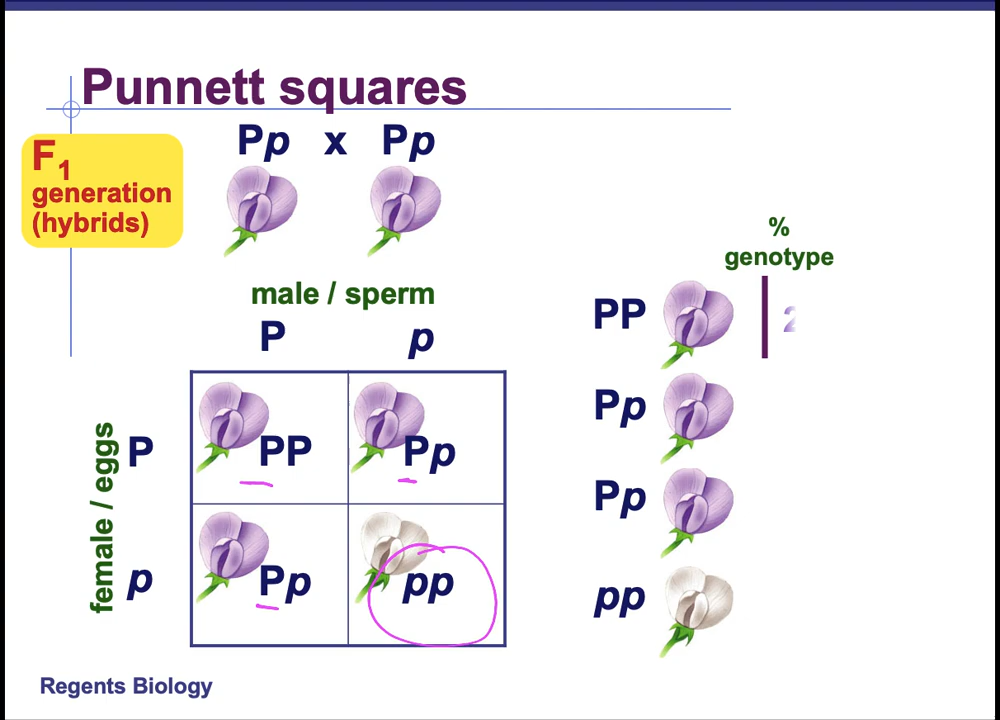 Punnett squares
Pp x Pp
F1
generation
(hybrids)
male / sperm
P p
female / eggs
P
PP
Pp
p
Pp
pp
%
genotype
PP
Pp
Pp
pp
Regents Biology